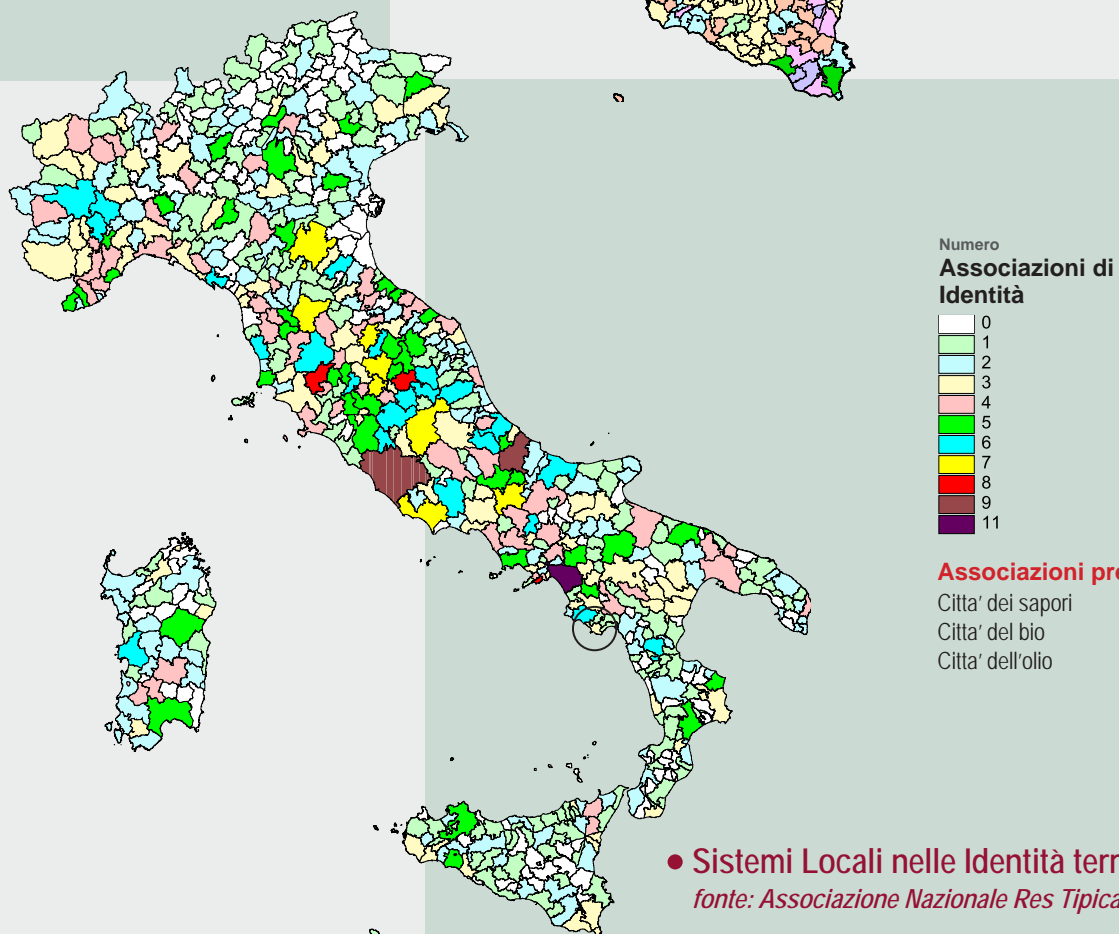 Numero
Associazioni di
Identità
0
1
2
3
4
5
6
7
8
9
11
Associazioni pre
Citta' dei sapori
Citta' del bio
Citta' dell'olio
• Sistemi Locali nelle Identità terr
fonte: Associazione Nazionale Res Tipica